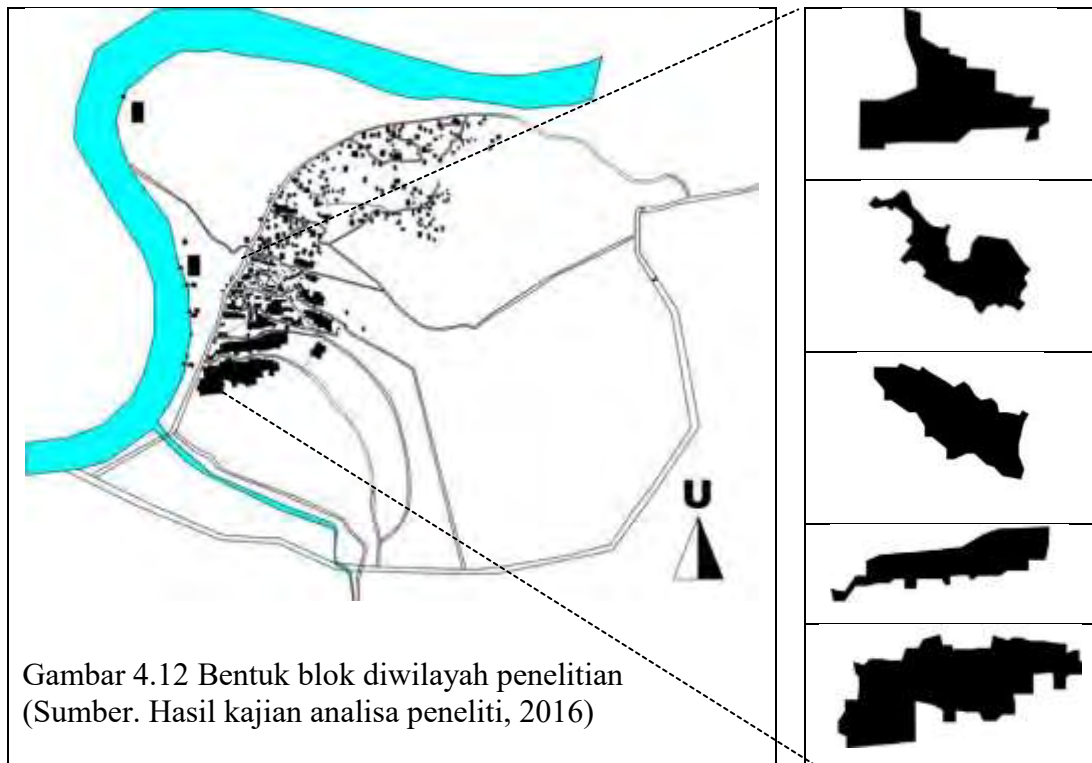 U
Gambar 4.12 Bentuk blok diwilayah penelitian
(Sumber. Hasil kajian analisa peneliti, 2016)